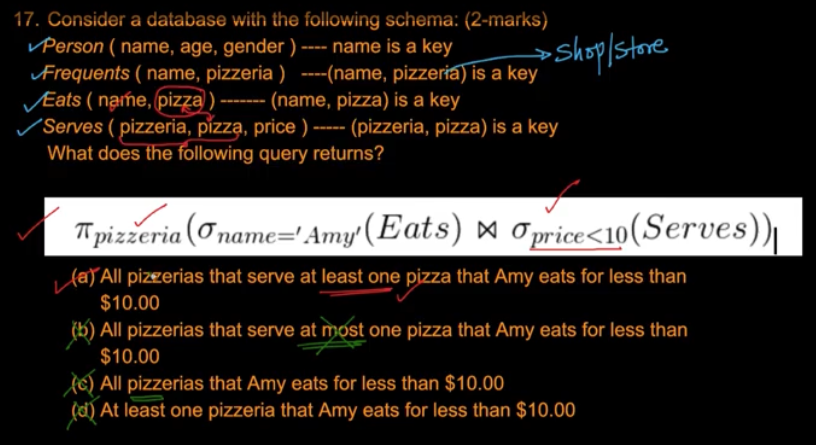 17. Consider a database with the following schema: (2-marks)
Person ( name, age, gender ) ---- name is a key
Shop/Store
Frequents ( name, pizzeria ) ----(name, pizzeria) is a key
Eats ( name, pizza ) ------- (name, pizza) is a key
Serves ( pizzeria, pizza, price ) ----- (pizzeria, pizza) is a key
What does the following query returns?
π pizzeria (σ name='Amy' (Eats) ⋈ σ price<10 (Serves))
(a) All pizzerias that serve at least one pizza that Amy eats for less than
$10.00
(b) All pizzerias that serve at most one pizza that Amy eats for less than
$10.00
(c) All pizzerias that Amy eats for less than $10.00
(d) At least one pizzeria that Amy eats for less than $10.00